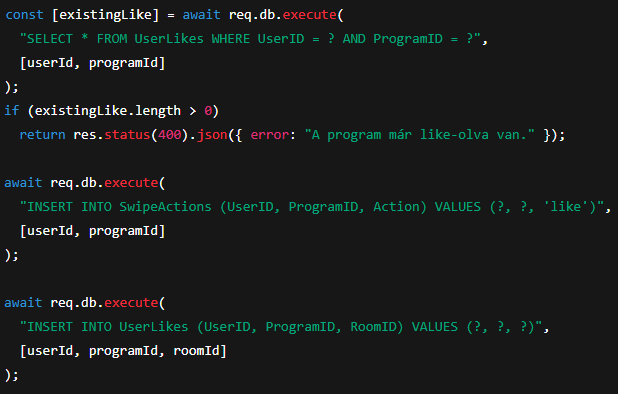 const [existingLike] = await req.db.execute(
"SELECT * FROM UserLikes WHERE UserID = ? AND ProgramID = ?",
[userId, programId]
);
if (existingLike.length > 0)
return res.status(400).json({ error: "A program már like-olva van." });
await req.db.execute(
"INSERT INTO SwipeActions (UserID, ProgramID, Action) VALUES (?, ?, 'like')",
[userId, programId]
);
await req.db.execute(
"INSERT INTO UserLikes (UserID, ProgramID, RoomID) VALUES (?, ?, ?)",
[userId, programId, roomId]
);